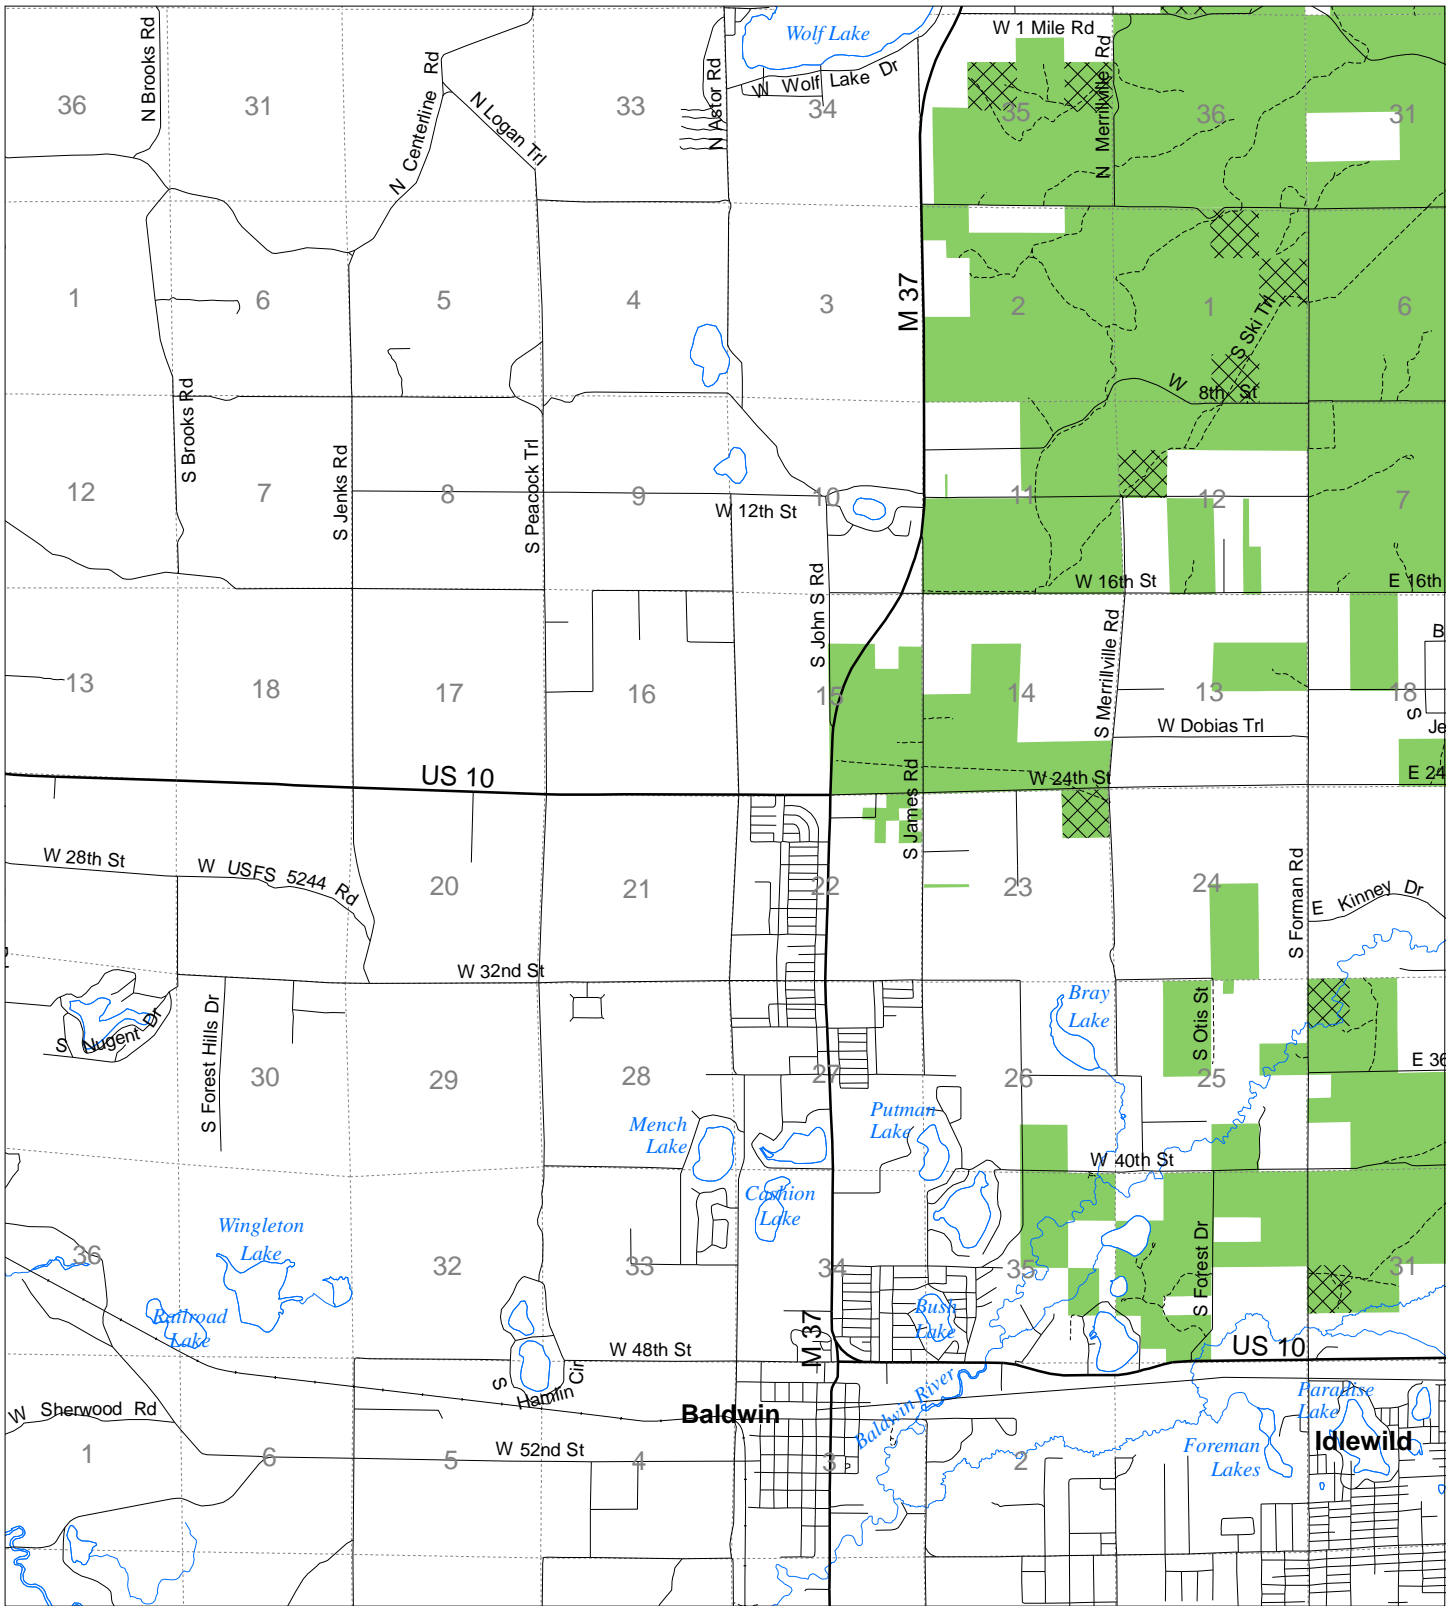 N Brooks Rd
N Centerline Rd
N Logan Trl
N Astor Rd
Wolf Lake
W Wolf Lake Dr
W 1 Mile Rd
N Merrillville Rd
36
31
33
34
35
36
31
1
6
5
4
3
M 37
2
1
6
S Ski Trl
W 8th St
S Brooks Rd
S Jenks Rd
S Peacock Trl
12
7
8
9
10
11
12
7
W 12th St
W 16th St
E 16th
S John S Rd
S Merrillville Rd
B
13
18
17
16
15
14
13
18
S
Je
W Dobias Trl
US 10
W 24th St
E 24
S James Rd
W 28th St
W USFS 5244 Rd
20
21
22
23
24
S Forman Rd
E Kinney Dr
W 32nd St
S Nugent Dr
S Forest Hills Dr
Bray
Lake
S Otis St
E 36
30
29
28
27
26
25
Mench
Lake
Putman
Lake
W 40th St
Cashion
Lake
Wingleton
Lake
36
32
33
34
35
31
S Forest Dr
Railroad
Lake
Bush
Lake
M 37
W 48th St
US 10
S Hamlin Cir
W Sherwood Rd
Baldwin
Baldwin River
Paradise
Lake
Idlewild
Foreman
Lakes
W 52nd St
1
6
5
4
3
2